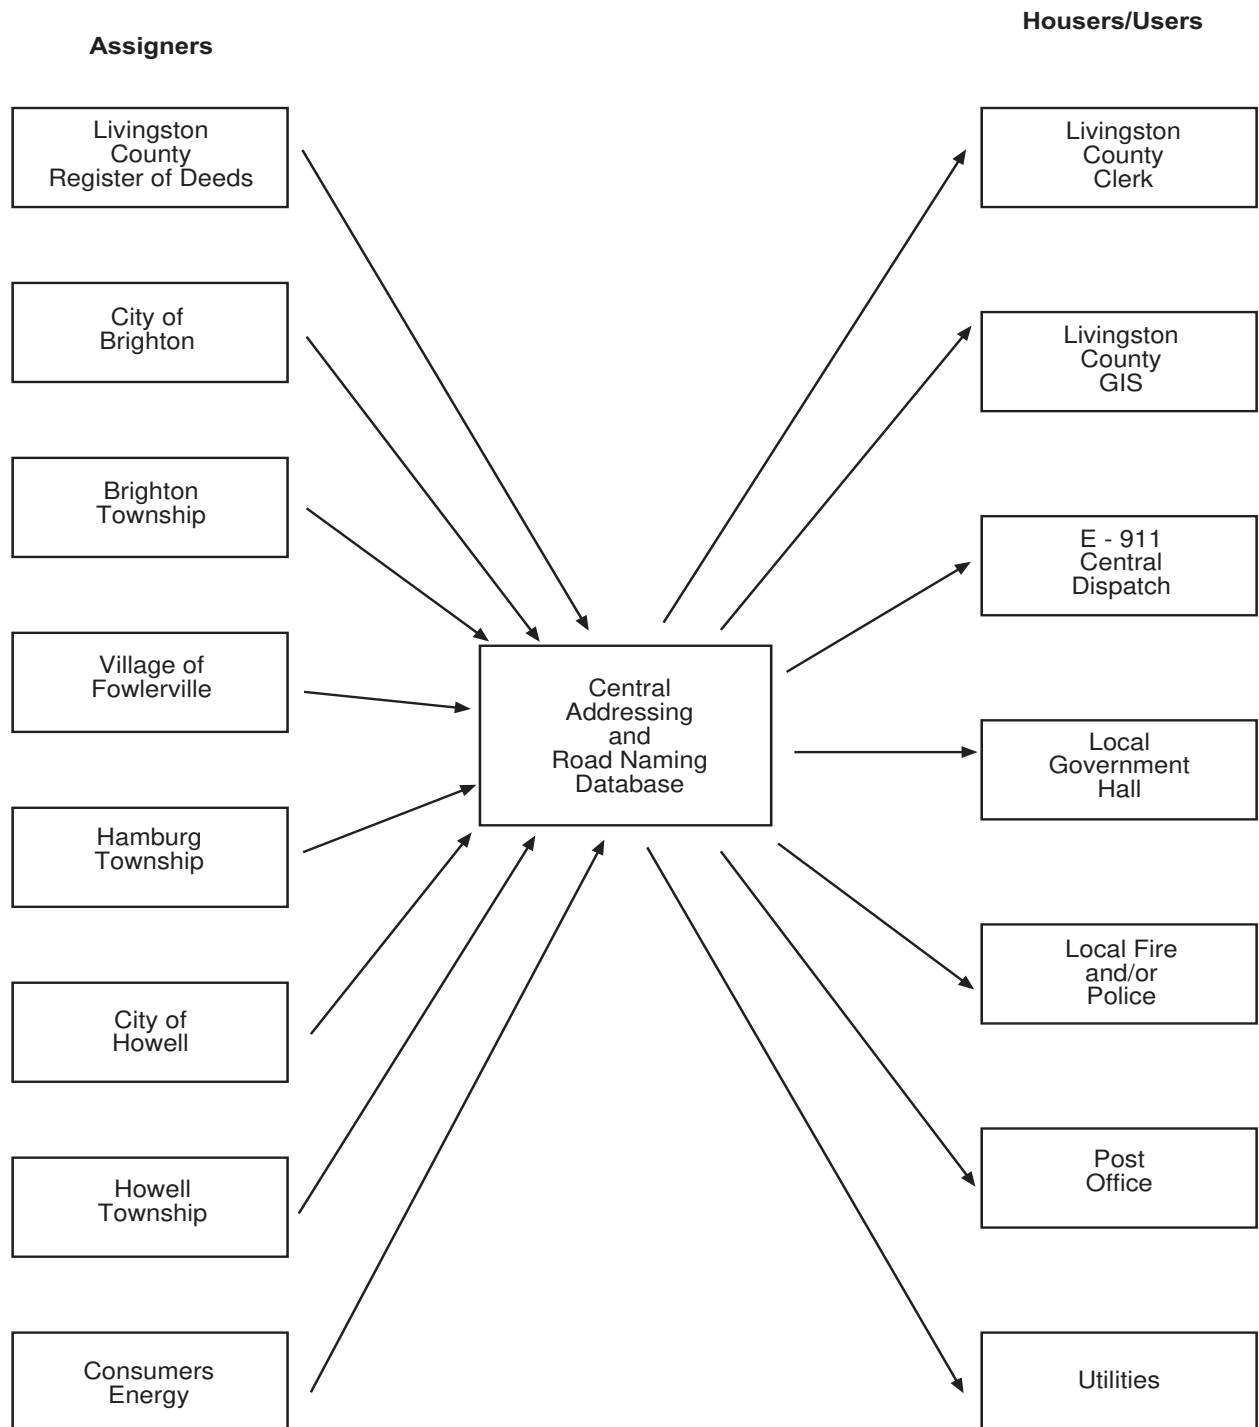 Assigners
Livingston
County
Register of Deeds
City of
Brighton
Brighton
Township
Village of
Fowlerville
Hamburg
Township
City of
Howell
Howell
Township
Consumers
Energy
Central
Addressing
and
Road Naming
Database
Housers/Users
Livingston
County
Clerk
Livingston
County
GIS
E - 911
Central
Dispatch
Local
Government
Hall
Local Fire
and/or
Police
Post
Office
Utilities